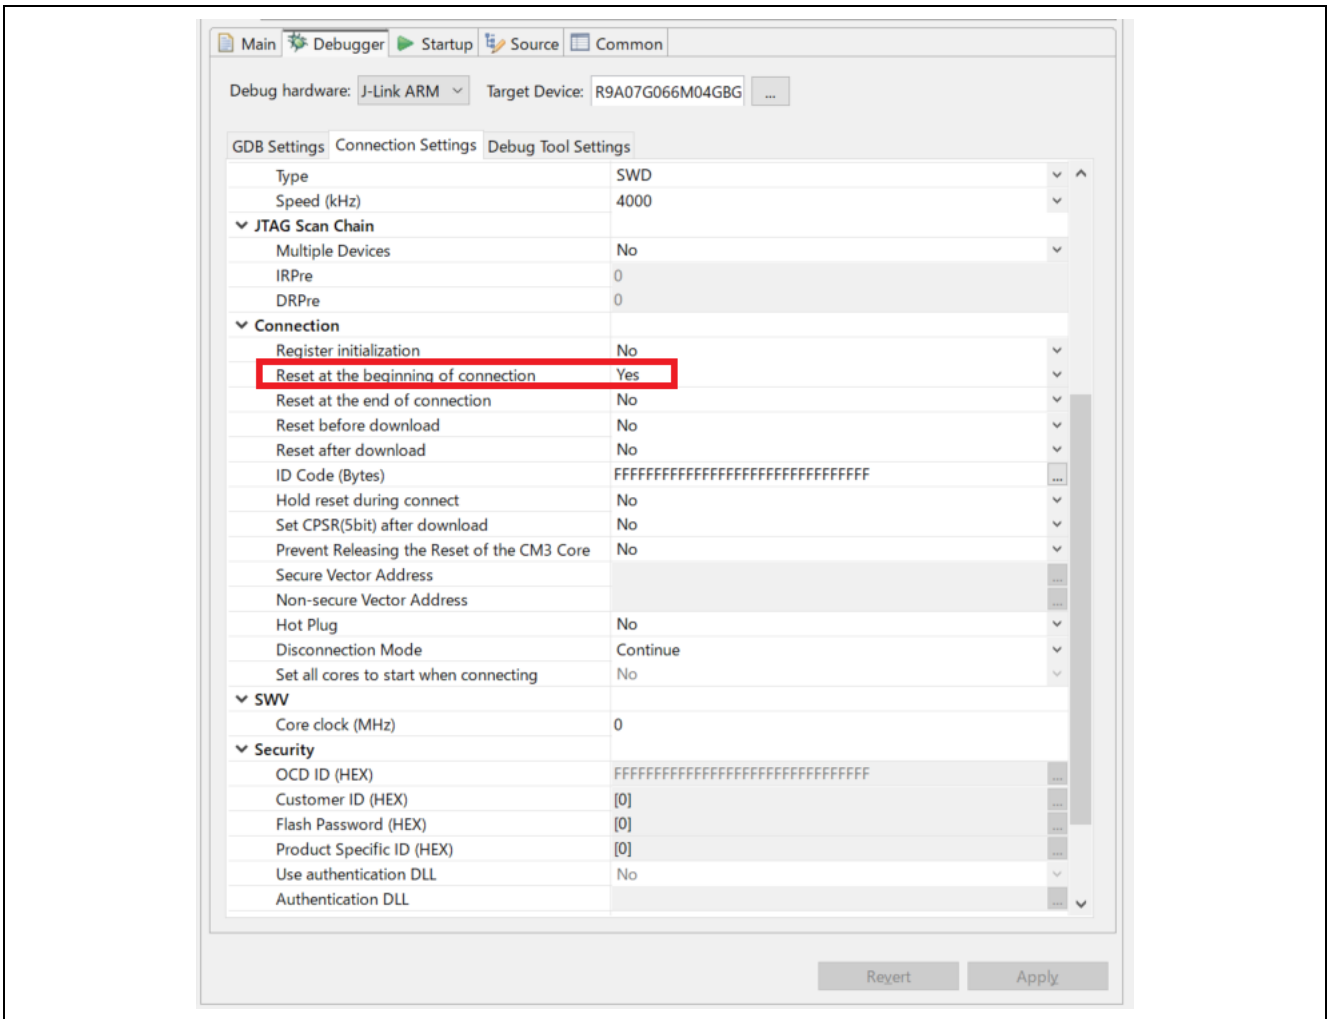 Main Debugger Startup Source Common
Debug hardware: J-Link ARM Target Device: R9A07G066M04GBG ...
GDB Settings Connection Settings Debug Tool Settings
Type SWD
Speed (kHz) 4000
JTAG Scan Chain
Multiple Devices No
IRPre 0
DRPre 0
Connection
Register initialization No
Reset at the beginning of connection Yes
Reset at the end of connection No
Reset before download No
Reset after download No
ID Code (Bytes) FFFFFFFFFFFFFFFFFFFFFFFFFFFFFFFF ...
Hold reset during connect No
Set CPSR(5bit) after download No
Prevent Releasing the Reset of the CM3 Core No
Secure Vector Address ...
Non-secure Vector Address ...
Hot Plug No
Disconnection Mode Continue
Set all cores to start when connecting No
SWV
Core clock (MHz) 0
Security
OCD ID (HEX) FFFFFFFFFFFFFFFFFFFFFFFFFFFFFFFF ...
Customer ID (HEX) [0] ...
Flash Password (HEX) [0] ...
Product Specific ID (HEX) [0] ...
Use authentication DLL No
Authentication DLL ...
Revert Apply